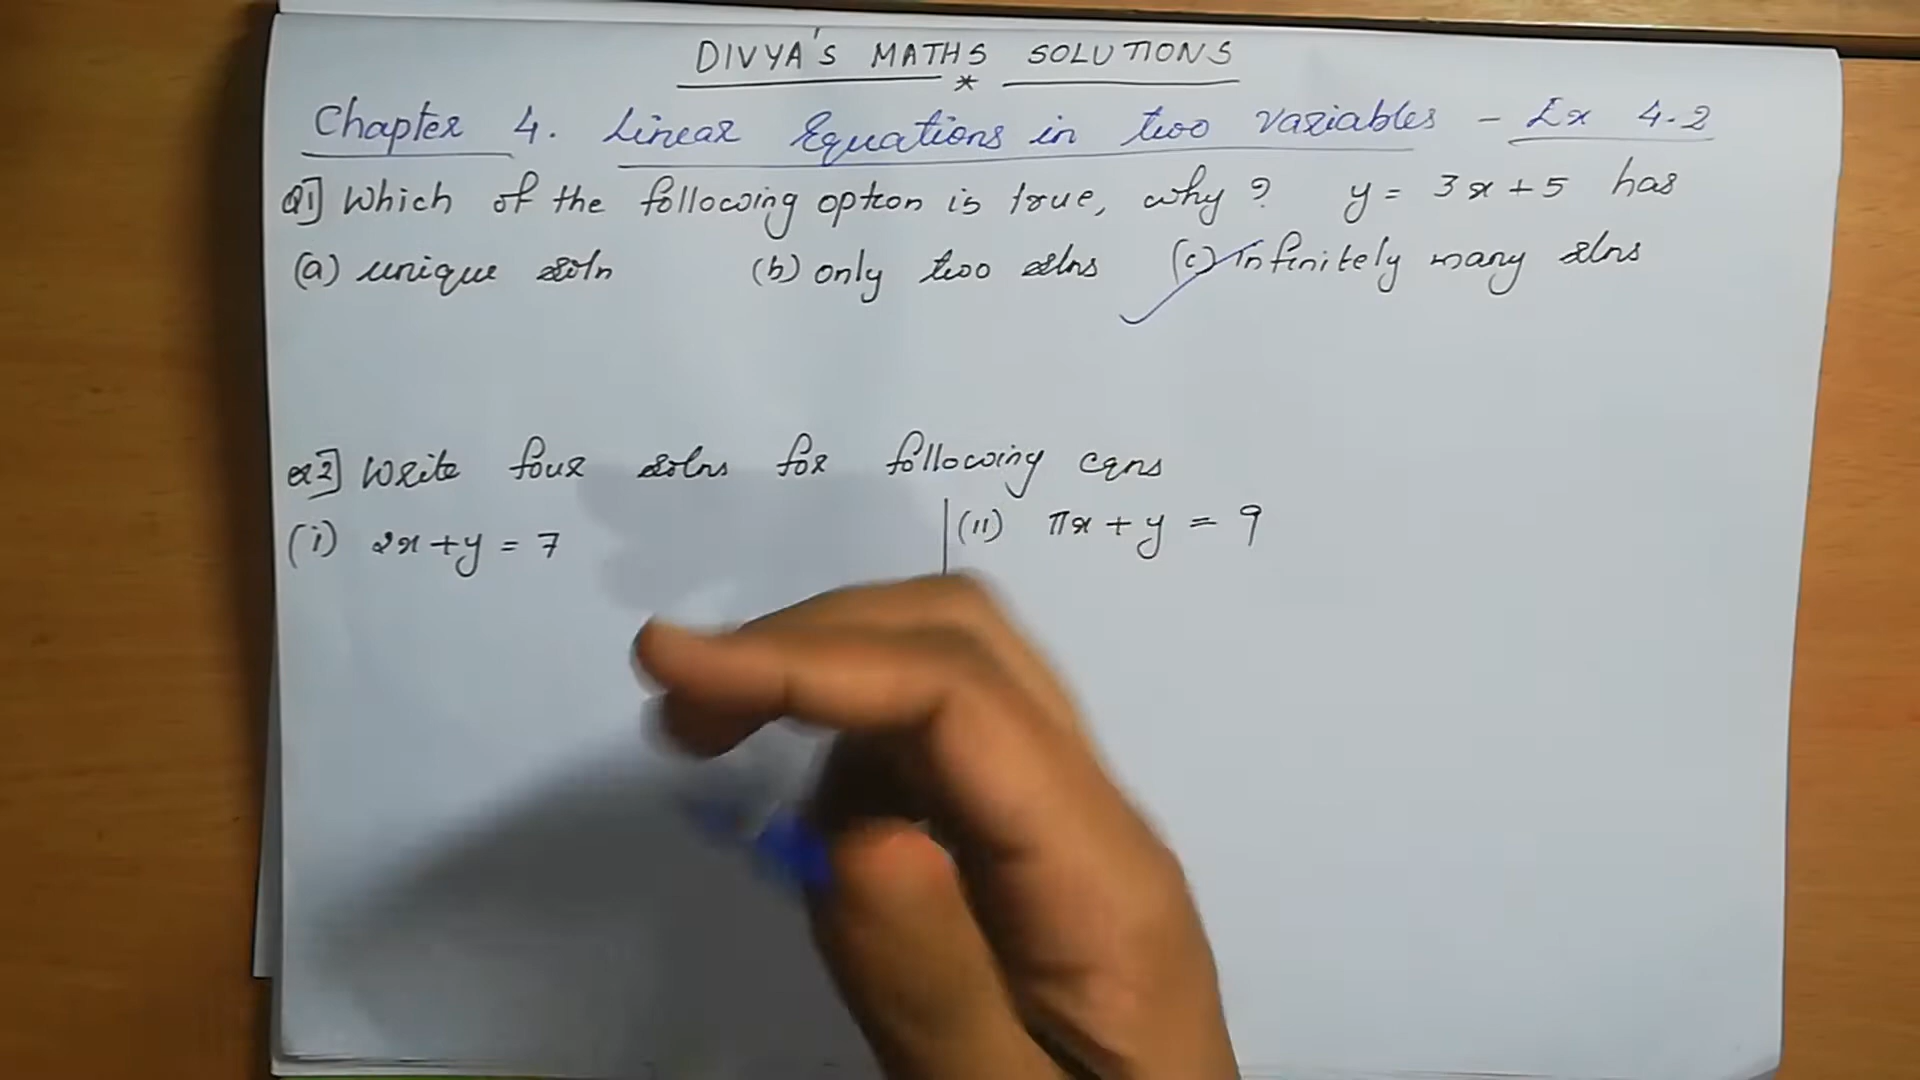 DIVYA'S MATHS SOLUTIONS
*
Chapter 4. Linear Equations in two variables - Ex 4.2
Q1] Which of the following option is true, why? y = 3x+5 has
(a) unique soln (b) only two slns (c) infinitely many slns
Q2] Write four solns for following eqns
(i) 2x+y = 7
(ii) πx+y = 9